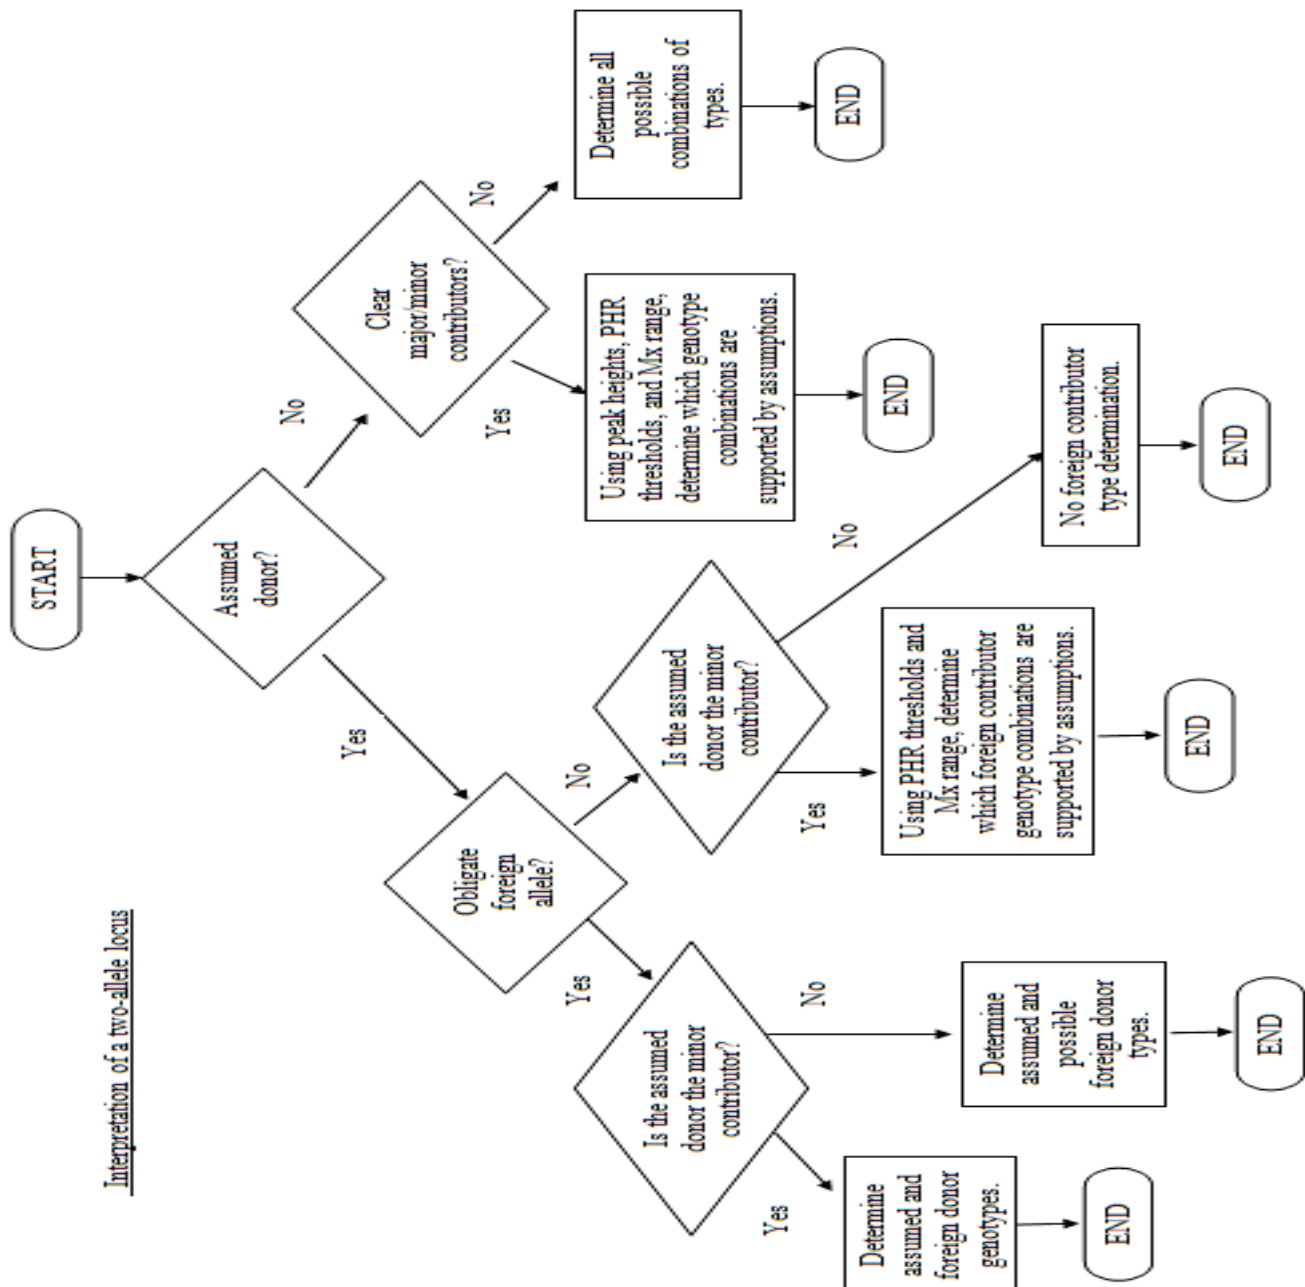 Interpretation of a two-allele locus
START
Assumed
donor?
Yes
No
Obligate
foreign
allele?
Clear
major/minor
contributors?
Yes
No
Yes
No
Is the assumed
donor the minor
contributor?
Is the assumed
donor the minor
contributor?
Using peak heights, PHR
thresholds, and Mx range,
determine which genotype
combinations are
supported by assumptions.
Determine all
possible
combinations of
types.
END
END
Yes
No
Yes
No
Determine
assumed and
foreign donor
genotypes.
Determine
assumed and
possible
foreign donor
types.
Using PHR thresholds and
Mx range, determine
which foreign contributor
genotype combinations are
supported by assumptions.
No foreign contributor
type determination.
END
END
END
END